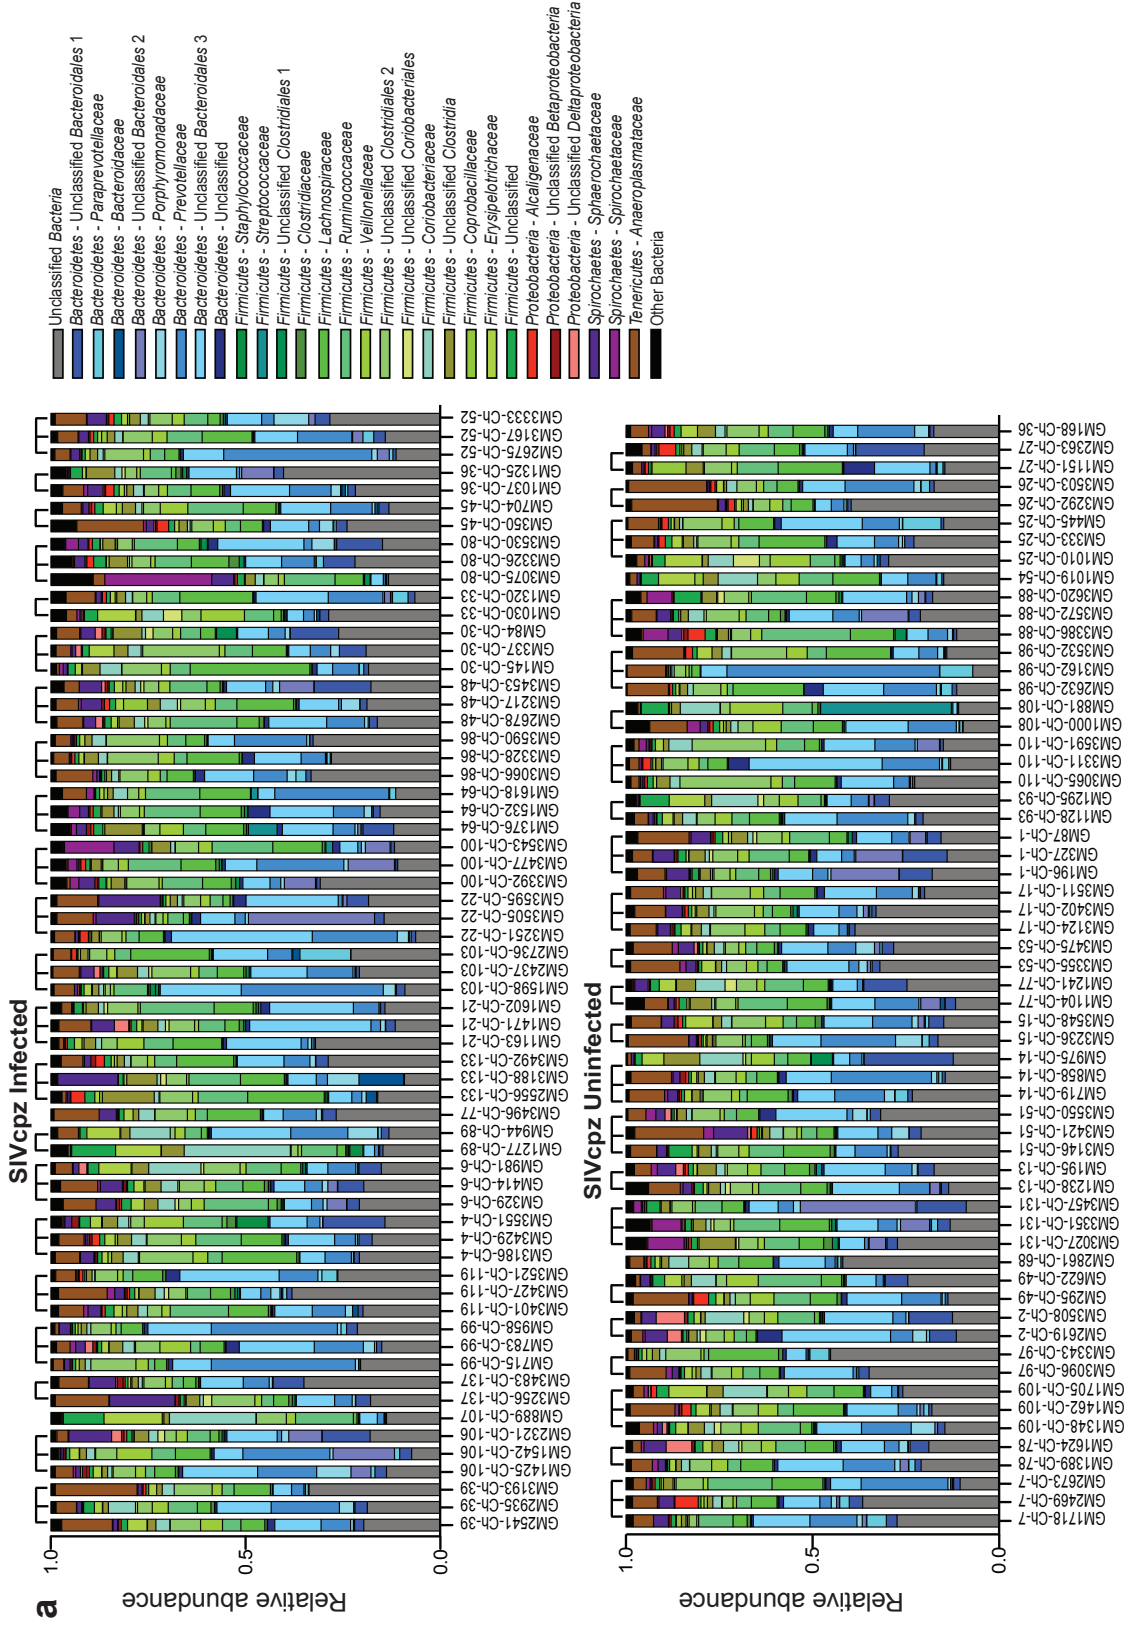 a
SIVcpz Infected
Relative abundance
1.0
0.5
0.0
GM2541-Ch-39
GM2935-Ch-39
GM3193-Ch-39
GM1425-Ch-106
GM1542-Ch-106
GM2321-Ch-106
GM889-Ch-107
GM3256-Ch-137
GM3483-Ch-137
GM715-Ch-99
GM783-Ch-99
GM958-Ch-99
GM3401-Ch-119
GM3427-Ch-119
GM3521-Ch-119
GM3186-Ch-4
GM3429-Ch-4
GM3551-Ch-4
GM329-Ch-6
GM414-Ch-6
GM981-Ch-6
GM1277-Ch-89
GM944-Ch-89
GM3496-Ch-77
GM2556-Ch-133
GM3188-Ch-133
GM3492-Ch-133
GM1163-Ch-21
GM1471-Ch-21
GM1602-Ch-21
GM1598-Ch-103
GM2437-Ch-103
GM2736-Ch-103
GM3251-Ch-22
GM3505-Ch-22
GM3595-Ch-22
GM3392-Ch-100
GM3477-Ch-100
GM3543-Ch-100
GM1376-Ch-64
GM1532-Ch-64
GM1618-Ch-64
GM3066-Ch-86
GM3328-Ch-86
GM3590-Ch-86
GM2678-Ch-48
GM3217-Ch-48
GM3453-Ch-48
GM145-Ch-30
GM337-Ch-30
GM84-Ch-30
GM1030-Ch-33
GM1320-Ch-33
GM3075-Ch-80
GM3326-Ch-80
GM3530-Ch-80
GM350-Ch-45
GM704-Ch-45
GM1037-Ch-36
GM1325-Ch-36
GM2675-Ch-52
GM3167-Ch-52
GM3333-Ch-52
Unclassified Bacteria
Bacteroidetes - Unclassified Bacteroidales 1
Bacteroidetes - Paraprevotellaceae
Bacteroidetes - Bacteroidaceae
Bacteroidetes - Unclassified Bacteroidales 2
Bacteroidetes - Porphyromonadaceae
Bacteroidetes - Prevotellaceae
Bacteroidetes - Unclassified Bacteroidales 3
Bacteroidetes - Unclassified
Firmicutes - Staphylococcaceae
Firmicutes - Streptococcaceae
Firmicutes - Unclassified Clostridiales 1
Firmicutes - Clostridiaceae
Firmicutes - Lachnospiraceae
Firmicutes - Ruminococcaceae
Firmicutes - Veillonellaceae
Firmicutes - Unclassified Clostridiales 2
Firmicutes - Unclassified Coriobacteriales
Firmicutes - Coriobacteriaceae
Firmicutes - Unclassified Clostridia
Firmicutes - Coprobacillaceae
Firmicutes - Erysipelotrichaceae
Firmicutes - Unclassified
Proteobacteria - Alcaligenaceae
Proteobacteria - Unclassified Betaproteobacteria
Proteobacteria - Unclassified Deltaproteobacteria
Spirochaetes - Sphaerochaetaceae
Spirochaetes - Spirochaetaceae
Tenericutes - Anaeroplasmataceae
Other Bacteria
SIVcpz Uninfected
Relative abundance
1.0
0.5
0.0
GM1718-Ch-7
GM2469-Ch-7
GM2673-Ch-7
GM1389-Ch-78
GM1624-Ch-78
GM1348-Ch-109
GM1462-Ch-109
GM1705-Ch-109
GM3096-Ch-97
GM3343-Ch-97
GM2619-Ch-2
GM3508-Ch-2
GM295-Ch-49
GM622-Ch-49
GM2861-Ch-68
GM3027-Ch-131
GM3351-Ch-131
GM3457-Ch-131
GM1238-Ch-13
GM195-Ch-13
GM3146-Ch-51
GM3421-Ch-51
GM3550-Ch-51
GM719-Ch-14
GM858-Ch-14
GM975-Ch-14
GM3236-Ch-15
GM3548-Ch-15
GM1104-Ch-77
GM1241-Ch-77
GM3355-Ch-53
GM3475-Ch-53
GM3124-Ch-17
GM3402-Ch-17
GM3511-Ch-17
GM196-Ch-1
GM327-Ch-1
GM87-Ch-1
GM1128-Ch-93
GM1295-Ch-93
GM3065-Ch-110
GM3311-Ch-110
GM3591-Ch-110
GM1000-Ch-108
GM881-Ch-108
GM2632-Ch-98
GM3162-Ch-98
GM3532-Ch-98
GM3386-Ch-88
GM3572-Ch-88
GM3620-Ch-88
GM1019-Ch-54
GM1010-Ch-25
GM333-Ch-25
GM445-Ch-25
GM3292-Ch-26
GM3503-Ch-26
GM1151-Ch-27
GM2363-Ch-27
GM168-Ch-36